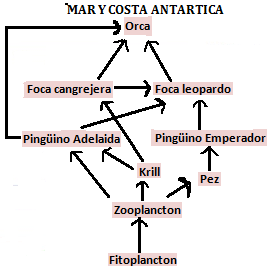 MAR Y COSTA ANTARTICA
Orca
Foca cangrejera Foca leopardo
Pingüino Adelaida Pingüino Emperador
Krill Pez
Zooplancton
Fitoplancton